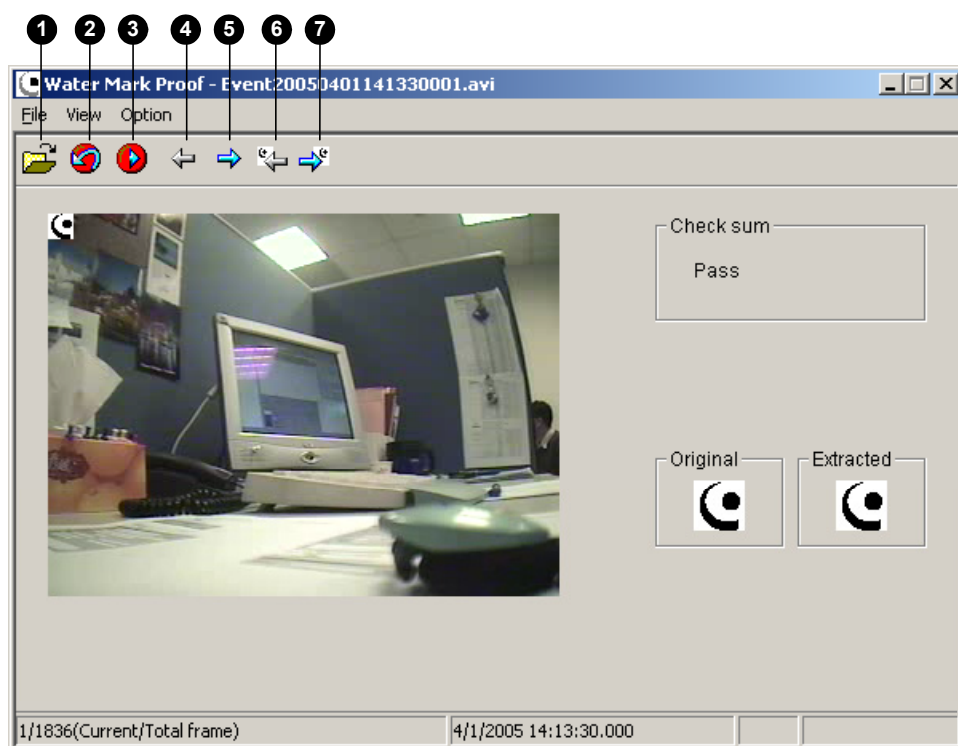 1 2 3 4 5 6 7
Water Mark Proof - Event20050401141330001.avi
File View Option
Check sum
Pass
Original
Extracted
1/1836(Current/Total frame)
4/1/2005 14:13:30.000